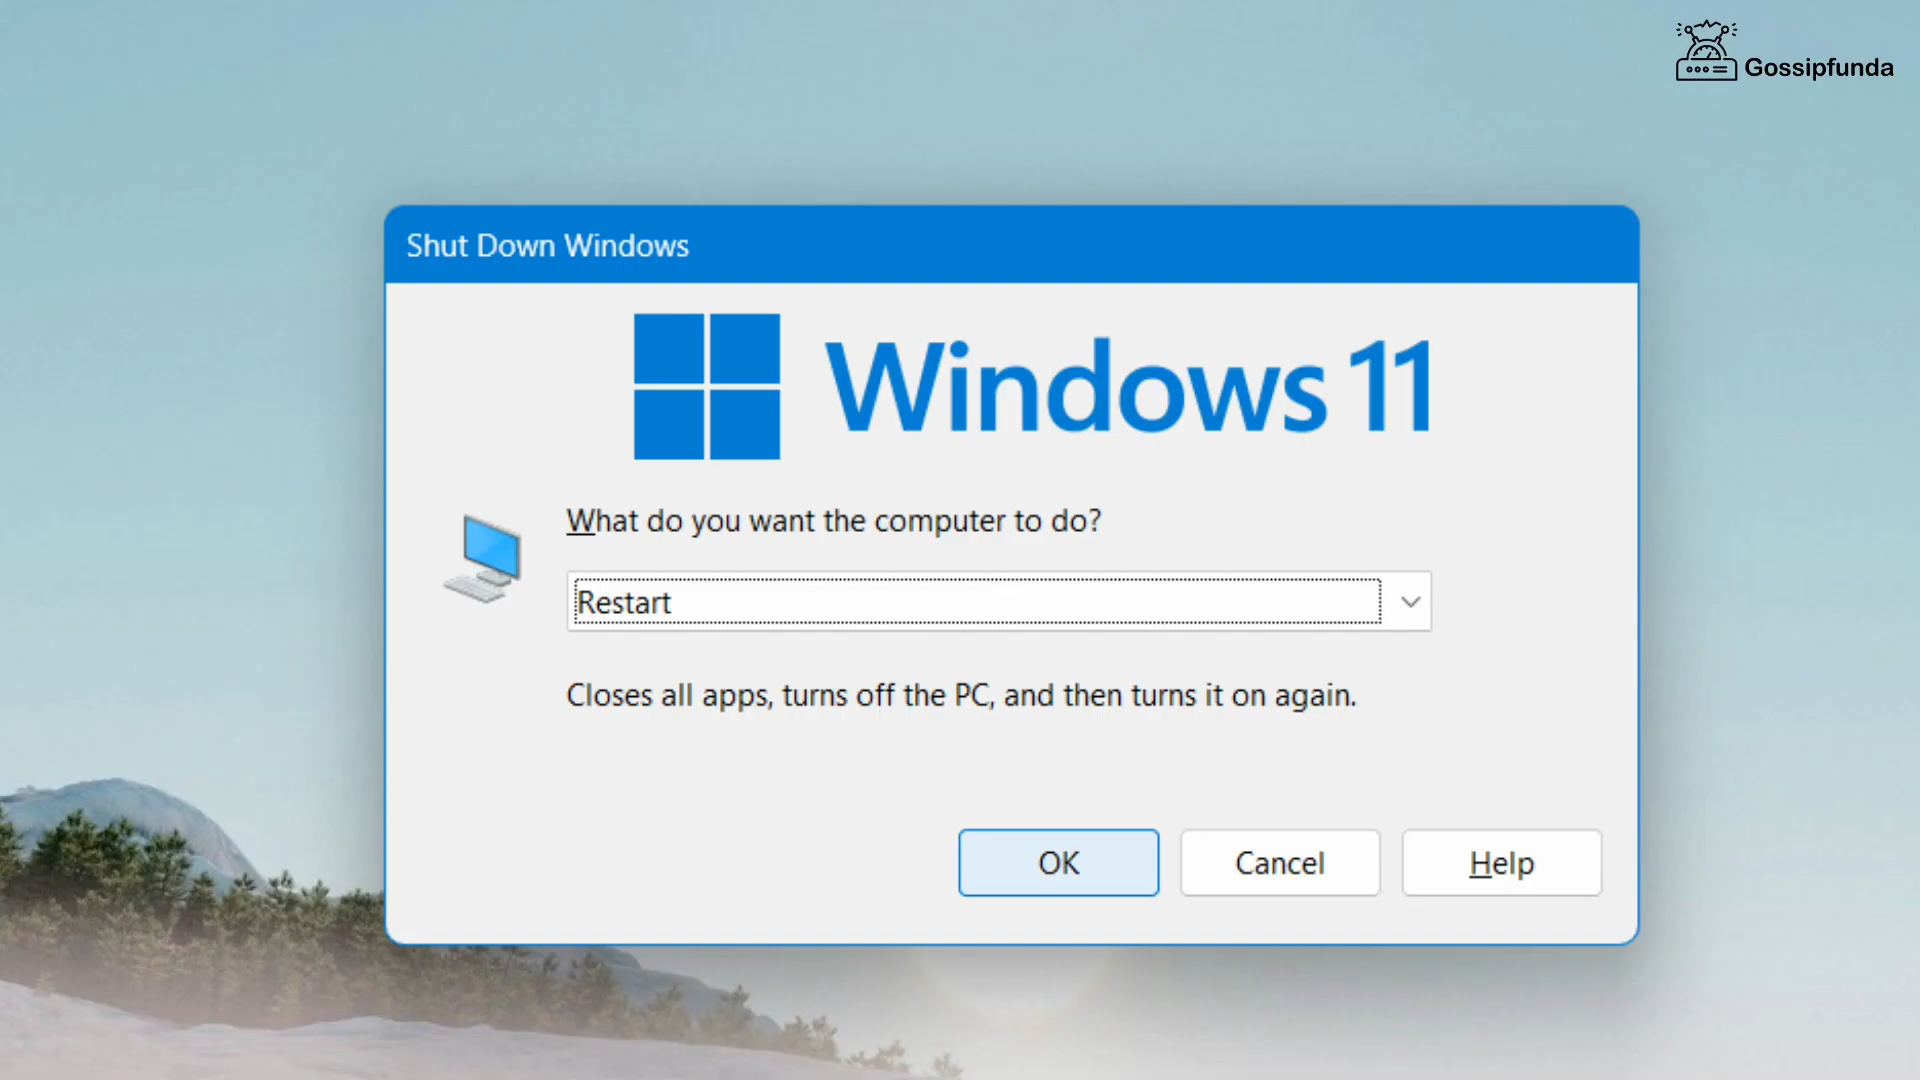 Gossipfunda
Shut Down Windows
Windows 11
What do you want the computer to do?
Restart
Closes all apps, turns off the PC, and then turns it on again.
OK Cancel Help